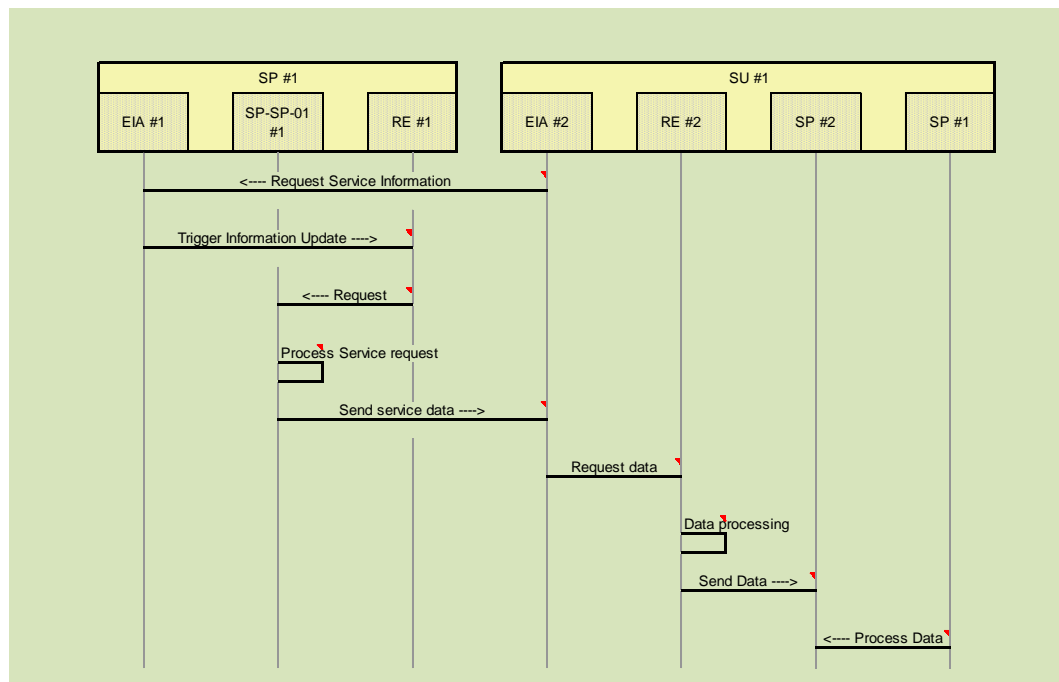 SP #1
SU #1
EIA #1
SP-SP-01
#1
RE #1
EIA #2
RE #2
SP #2
SP #1
<---- Request Service Information
Trigger Information Update ---->
<---- Request
Process Service request
Send service data ---->
Request data
Data processing
Send Data ---->
<---- Process Data